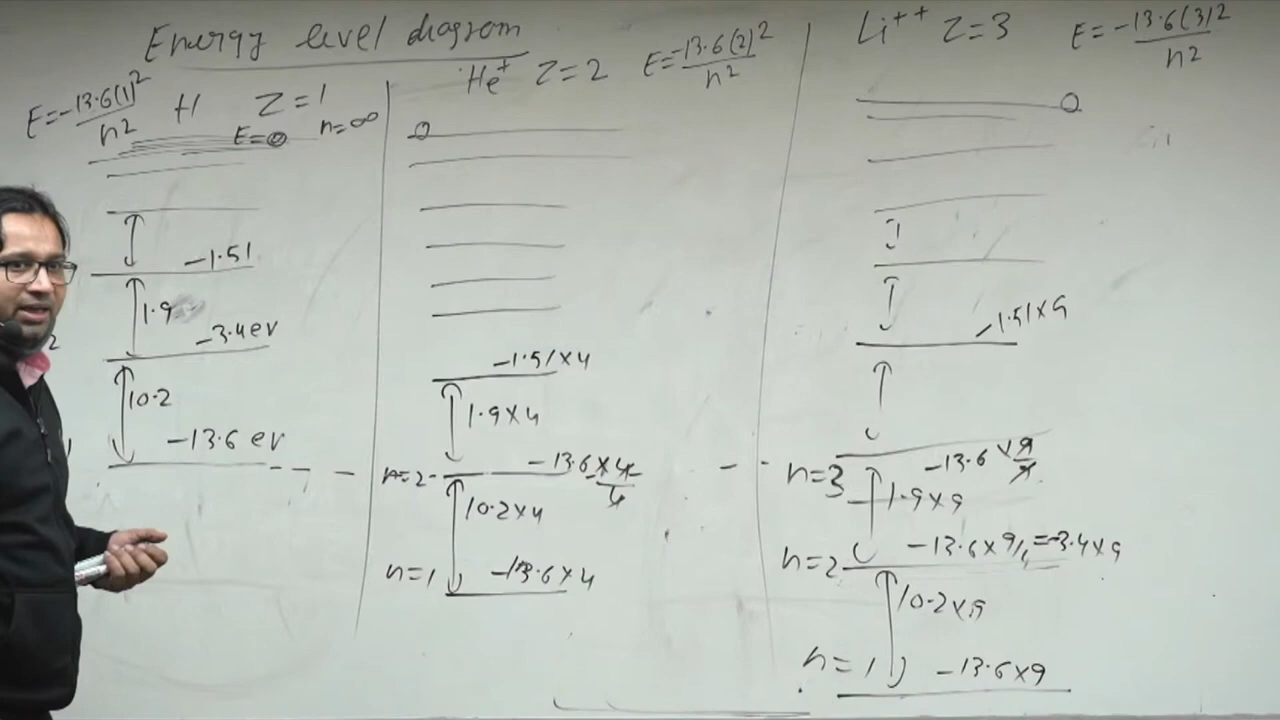 Energy level diagram
E=-13.6(1)²/n² H Z=1
E=0 n=∞
-1.51
1.9
-3.4ev
2
10.2
-13.6 ev
1
He⁺ Z=2 E=-13.6(2)²/n²
0
-1.51×4
1.9×4
n=2 -13.6×4/4
10.2×4
n=1 -13.6×4
Li⁺⁺ Z=3 E=-13.6(3)²/n²
0
-1.51×9
n=3 -13.6×9/9
1.9×9
n=2 -13.6×9/4=-3.4×9
10.2×9
n=1 -13.6×9